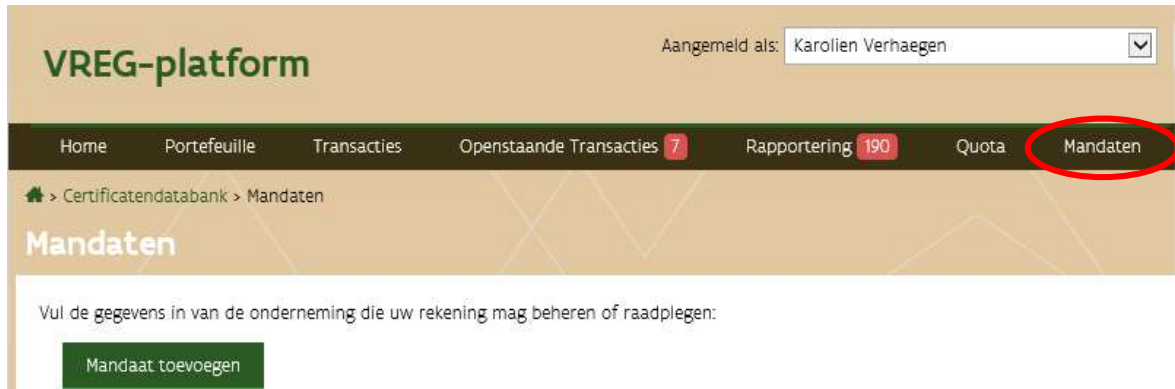 VREG-platform
Aangemeld als: Karolien Verhaegen
Home Portefeuille Transacties Openstaande Transacties 7 Rapportering 190 Quota Mandaten
> Certificatendatabank > Mandaten
Mandaten
Vul de gegevens in van de onderneming die uw rekening mag beheren of raadplegen:
Mandaat toevoegen